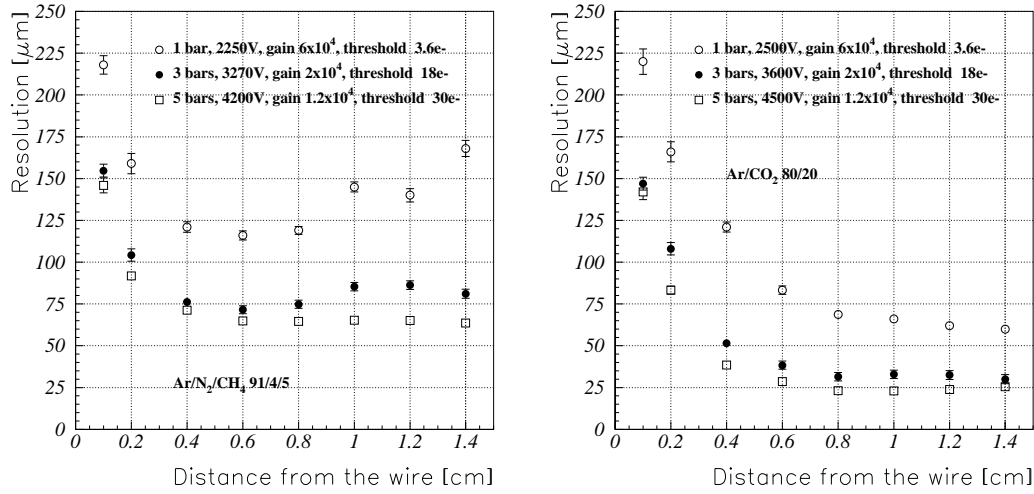 Resolution [μm]
250
225
200
175
150
125
100
75
50
25
0
1 bar, 2250V, gain 6x10⁴, threshold 3.6e-
3 bars, 3270V, gain 2x10⁴, threshold 18e-
5 bars, 4200V, gain 1.2x10⁴, threshold 30e-
Ar/N₂/CH₄ 91/4/5
0 0.2 0.4 0.6 0.8 1 1.2 1.4
Distance from the wire [cm]
Resolution [μm]
250
225
200
175
150
125
100
75
50
25
0
1 bar, 2500V, gain 6x10⁴, threshold 3.6e-
3 bars, 3600V, gain 2x10⁴, threshold 18e-
5 bars, 4500V, gain 1.2x10⁴, threshold 30e-
Ar/CO₂ 80/20
0 0.2 0.4 0.6 0.8 1 1.2 1.4
Distance from the wire [cm]